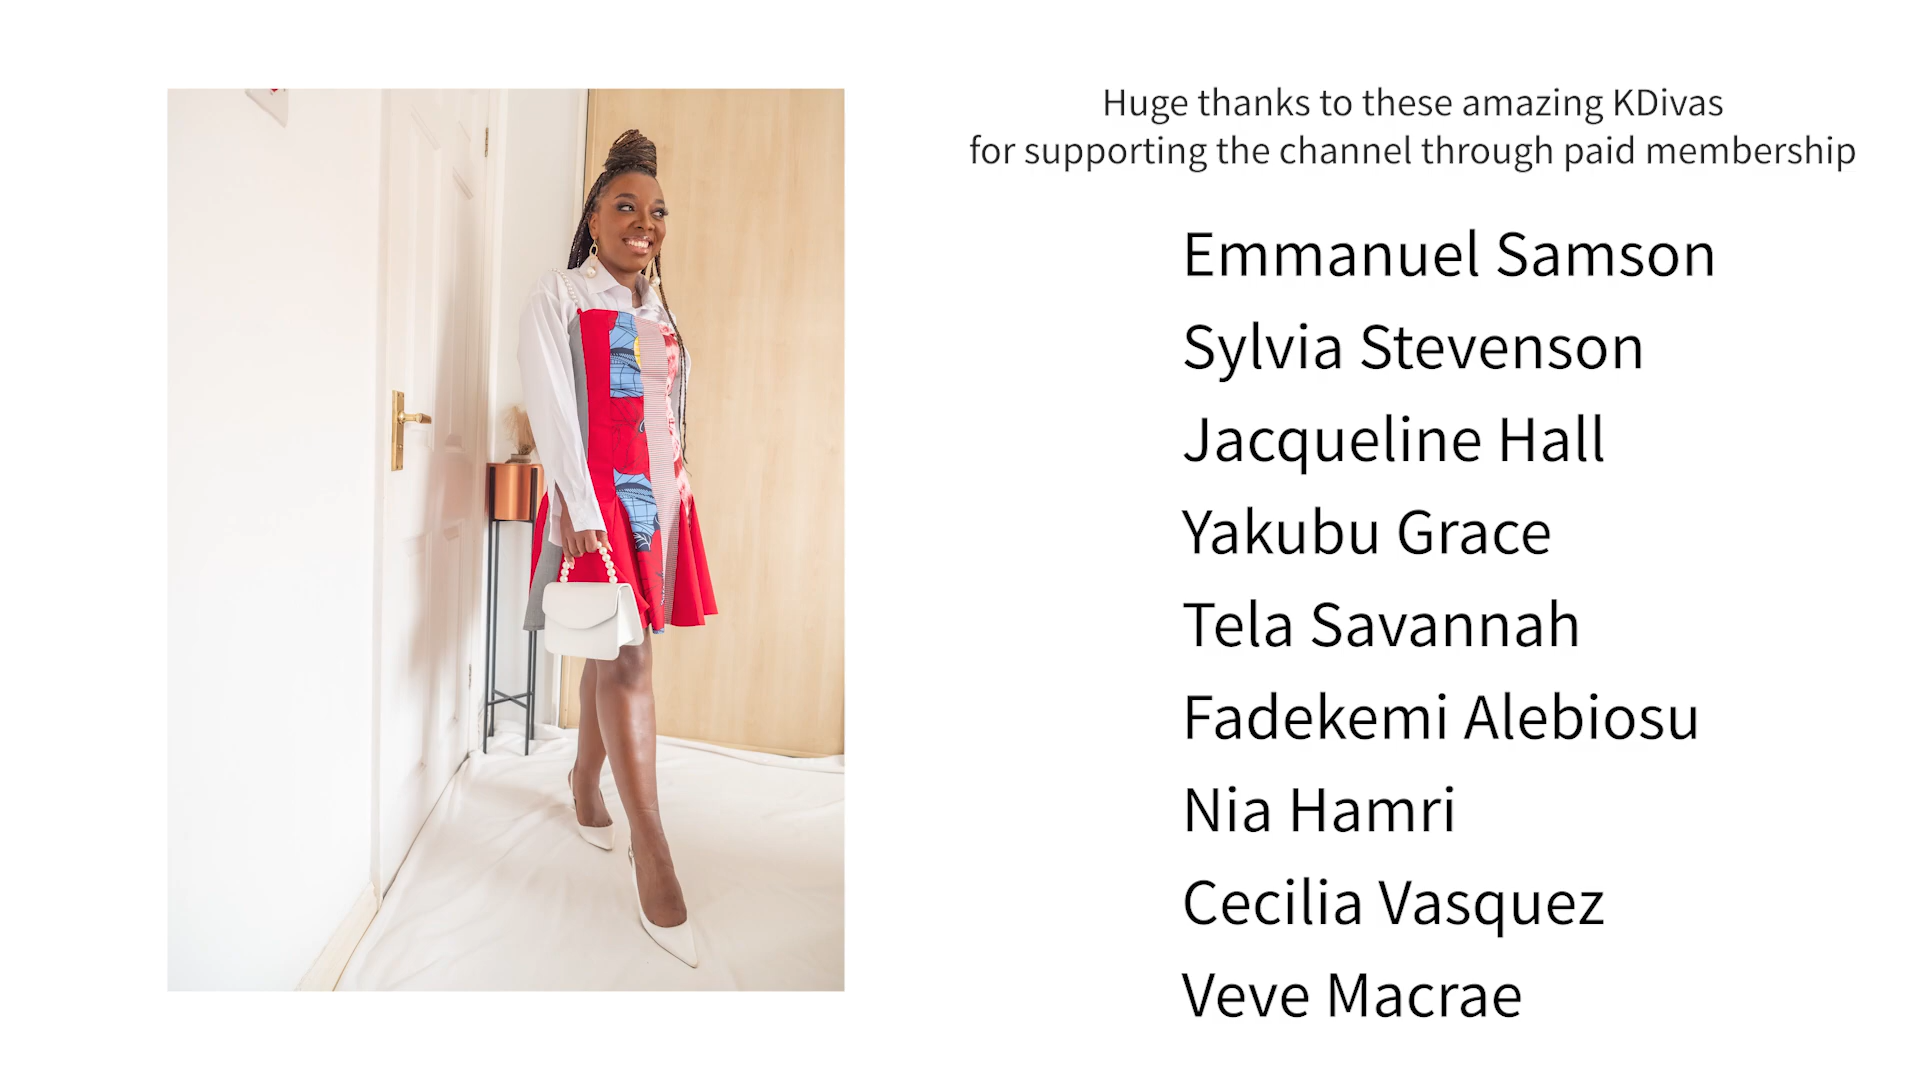 Huge thanks to these amazing KDivas
for supporting the channel through paid membership
Emmanuel Samson
Sylvia Stevenson
Jacqueline Hall
Yakubu Grace
Tela Savannah
Fadekemi Alebiosu
Nia Hamri
Cecilia Vasquez
Veve Macrae